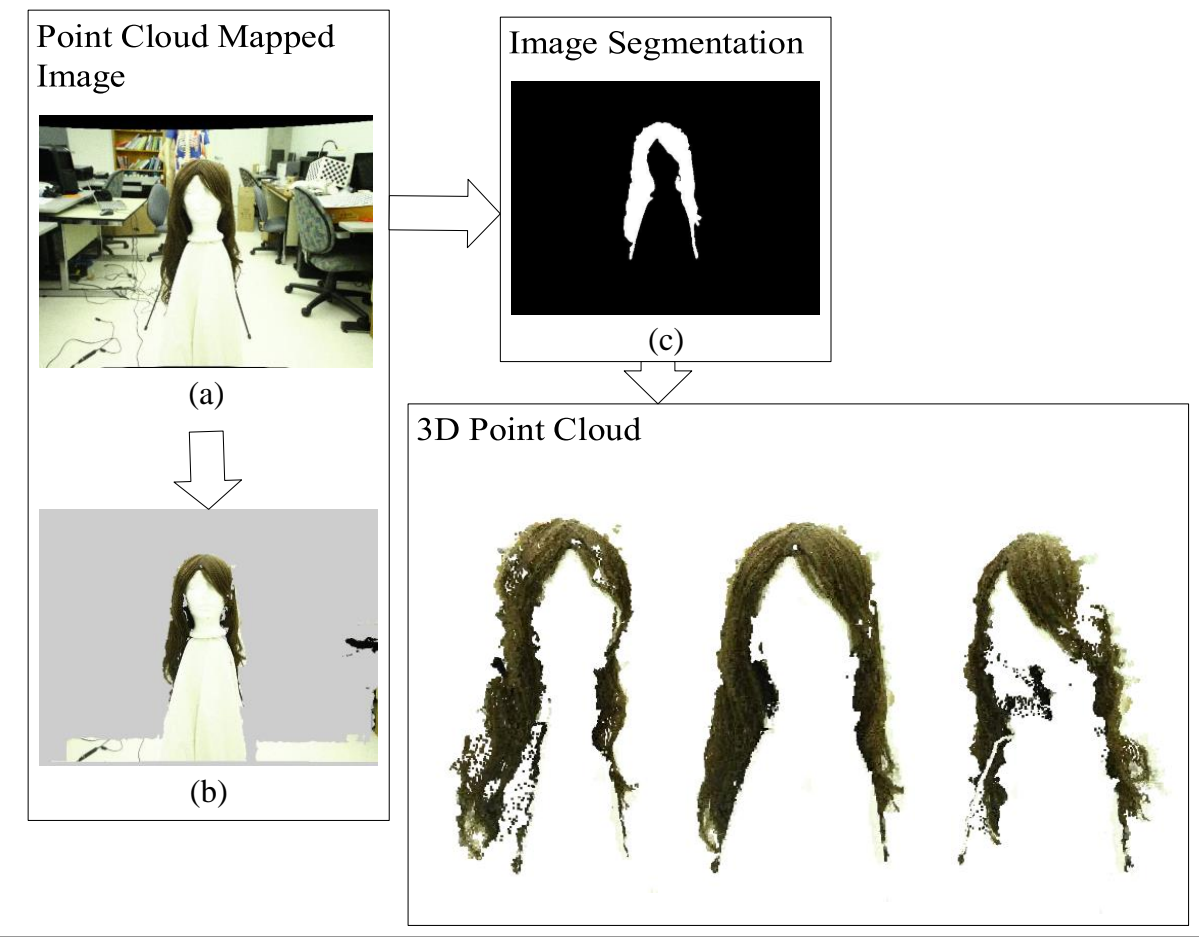 Point Cloud Mapped
Image
(a)
(b)
Image Segmentation
(c)
3D Point Cloud